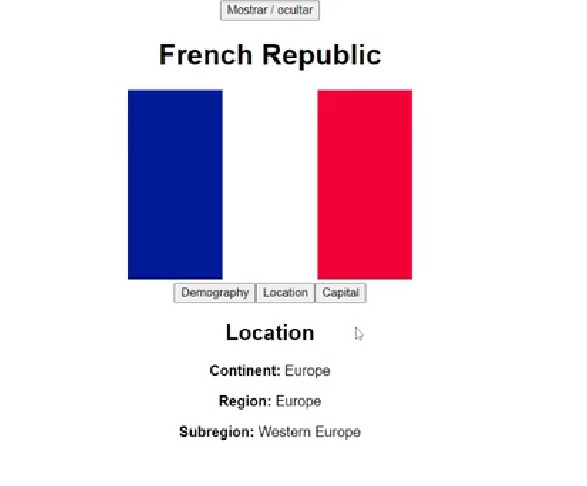 Mostrar / ocultar
French Republic
Demography Location Capital
Location
Continent: Europe
Region: Europe
Subregion: Western Europe